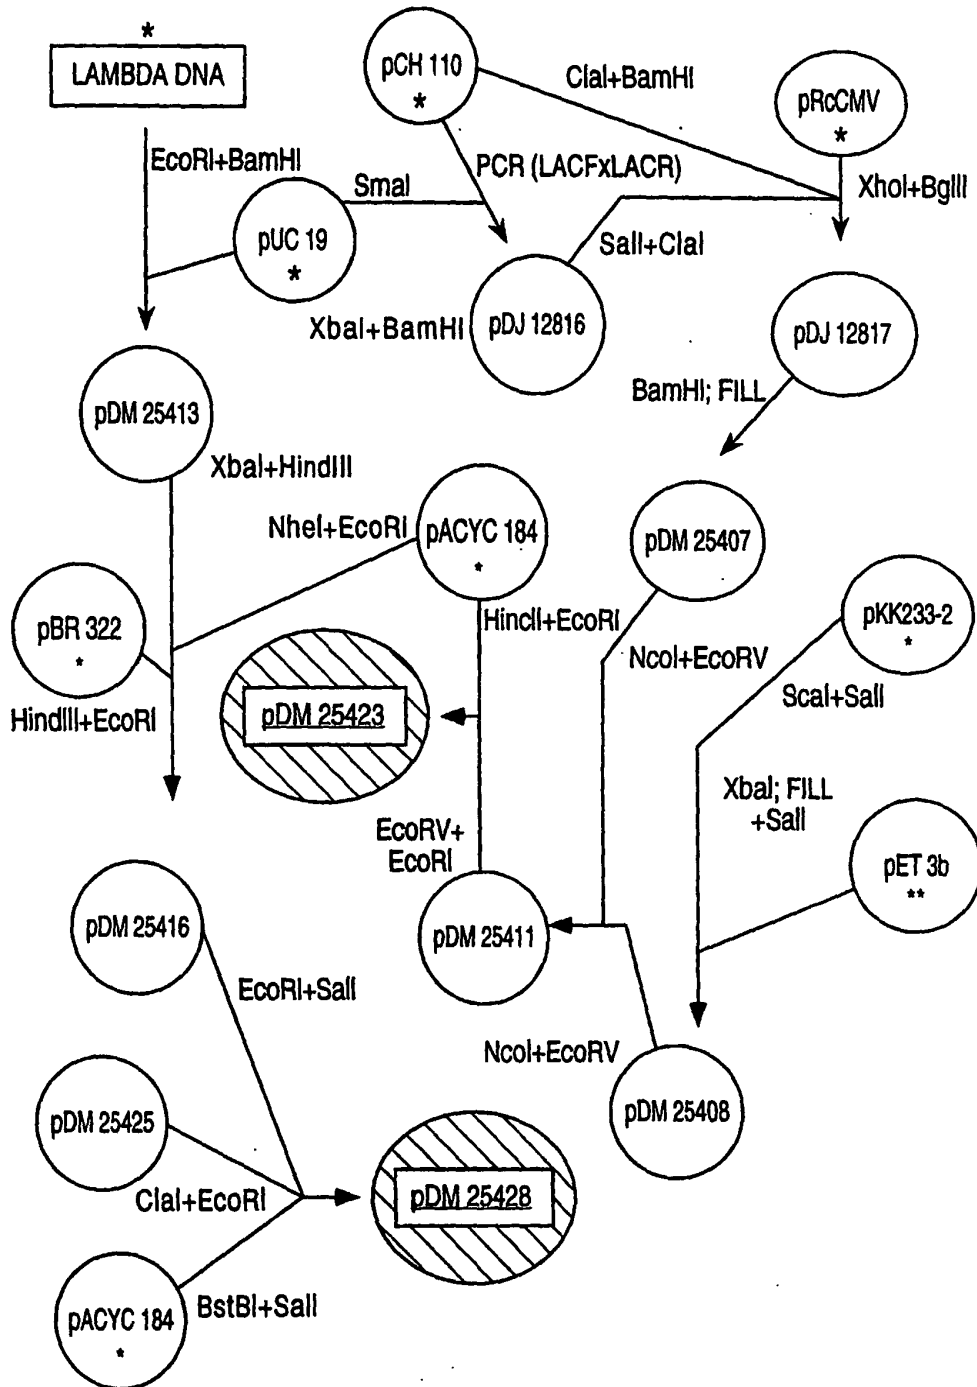 *
LAMBDA DNA
pCH 110
*
ClaI+BamHI
pRcCMV
*
EcoRI+BamHI
SmaI
PCR (LACFxLACR)
XhoI+BglII
pUC 19
*
SalI+ClaI
XbaI+BamHI
pDJ 12816
pDJ 12817
BamHI; FILL
pDM 25413
XbaI+HindIII
NheI+EcoRI
pACYC 184
*
pDM 25407
pBR 322
*
HincII+EcoRI
pKK233-2
*
NcoI+EcoRV
ScaI+SalI
HindIII+EcoRI
pDM 25423
XbaI; FILL
+SalI
EcoRV+
EcoRI
pET 3b
**
pDM 25416
pDM 25411
EcoRI+SalI
NcoI+EcoRV
pDM 25408
pDM 25425
ClaI+EcoRI
pDM 25428
pACYC 184
*
BstBI+SalI